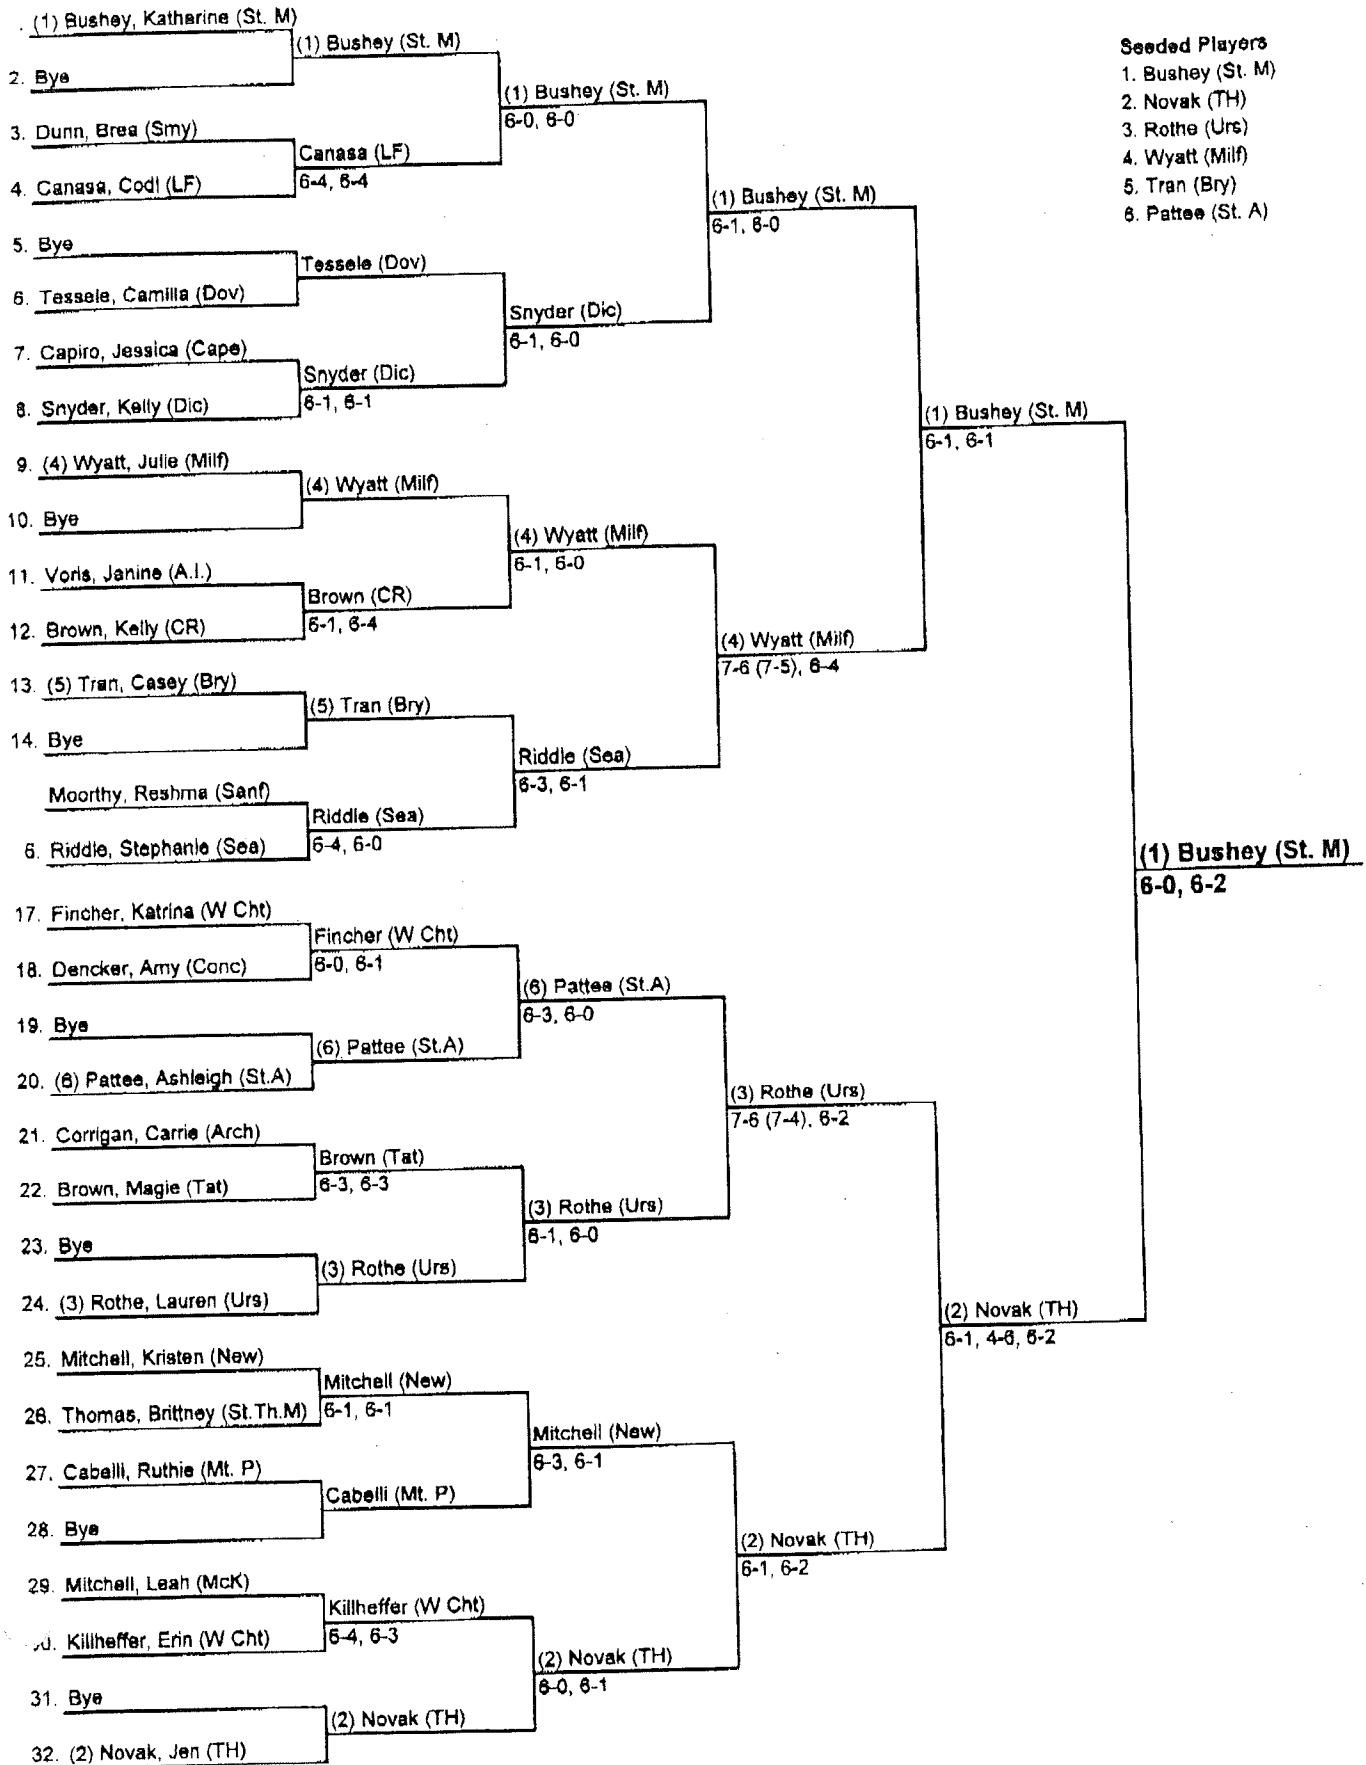 (1) Bushey, Katherine (St. M)
2. Bye
3. Dunn, Brea (Smy)
4. Canasa, Codi (LF)
5. Bye
6. Tessele, Camilla (Dov)
7. Capiro, Jessica (Cape)
8. Snyder, Kelly (Dic)
9. (4) Wyatt, Julie (Milf)
10. Bye
11. Voris, Janine (A.I.)
12. Brown, Kelly (CR)
13. (5) Tran, Casey (Bry)
14. Bye
Moorthy, Reshma (Sanf)
6. Riddle, Stephanie (Sea)
17. Fincher, Katrina (W Cht)
18. Dencker, Amy (Conc)
19. Bye
20. (6) Pattee, Ashleigh (St.A)
21. Corrigan, Carrie (Arch)
22. Brown, Magie (Tat)
23. Bye
24. (3) Rothe, Lauren (Urs)
25. Mitchell, Kristen (New)
26. Thomas, Brittney (St.Th.M)
27. Cabelli, Ruthie (Mt. P)
28. Bye
29. Mitchell, Leah (McK)
0. Killheffer, Erin (W Cht)
31. Bye
32. (2) Novak, Jen (TH)
(1) Bushey (St. M)
Canasa (LF)
6-4, 6-4
Tessele (Dov)
Snyder (Dic)
6-1, 6-1
(4) Wyatt (Milf)
Brown (CR)
6-1, 6-4
(5) Tran (Bry)
Riddle (Sea)
6-4, 6-0
Fincher (W Cht)
6-0, 6-1
(6) Pattee (St.A)
Brown (Tat)
6-3, 6-3
(3) Rothe (Urs)
Mitchell (New)
6-1, 6-1
Cabelli (Mt. P)
Killheffer (W Cht)
6-4, 6-3
(2) Novak (TH)
(1) Bushey (St. M)
6-0, 6-0
Snyder (Dic)
6-1, 6-0
(4) Wyatt (Milf)
6-1, 6-0
Riddle (Sea)
6-3, 6-1
(6) Pattee (St.A)
6-3, 6-0
(3) Rothe (Urs)
6-1, 6-0
Mitchell (New)
6-3, 6-1
(2) Novak (TH)
6-0, 6-1
(1) Bushey (St. M)
6-1, 6-0
(4) Wyatt (Milf)
7-6 (7-5), 6-4
(3) Rothe (Urs)
7-6 (7-4), 6-2
(2) Novak (TH)
6-1, 6-2
(1) Bushey (St. M)
6-1, 6-1
(2) Novak (TH)
6-1, 4-6, 6-2
(1) Bushey (St. M)
6-0, 6-2
Seeded Players
1. Bushey (St. M)
2. Novak (TH)
3. Rothe (Urs)
4. Wyatt (Milf)
5. Tran (Bry)
6. Pattee (St. A)